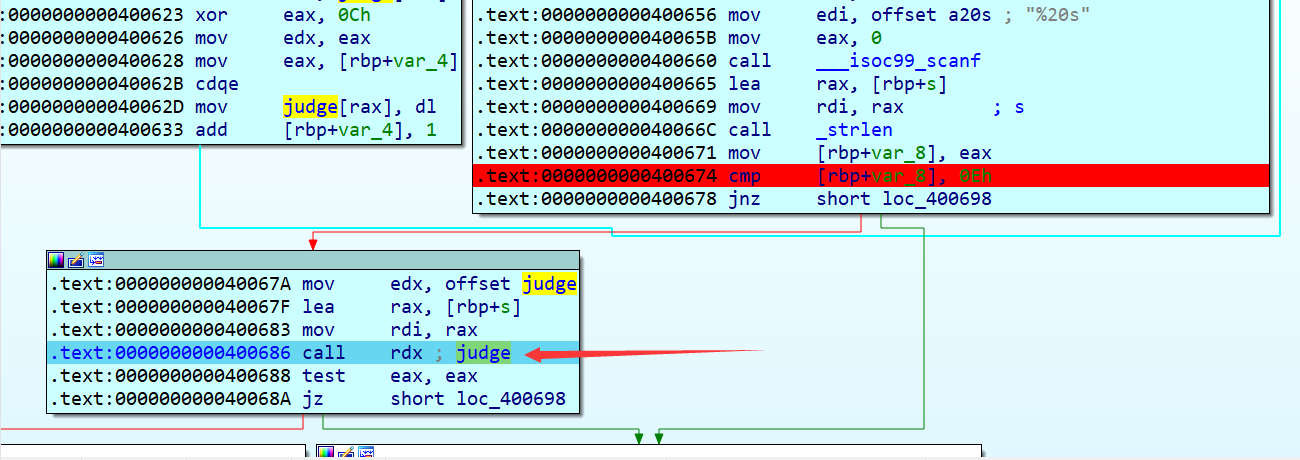 :0000000000400623 xor eax, 0Ch
:0000000000400626 mov edx, eax
:0000000000400628 mov eax, [rbp+var_4]
:000000000040062B cdqe
:000000000040062D mov judge[rax], dl
:0000000000400633 add [rbp+var_4], 1
.text:0000000000400656 mov edi, offset a20s ; "%20s"
.text:000000000040065B mov eax, 0
.text:0000000000400660 call ___isoc99_scanf
.text:0000000000400665 lea rax, [rbp+s]
.text:0000000000400669 mov rdi, rax ; s
.text:000000000040066C call _strlen
.text:0000000000400671 mov [rbp+var_8], eax
.text:0000000000400674 cmp [rbp+var_8], 0Eh
.text:0000000000400678 jnz short loc_400698
.text:000000000040067A mov edx, offset judge
.text:000000000040067F lea rax, [rbp+s]
.text:0000000000400683 mov rdi, rax
.text:0000000000400686 call rdx ; judge
.text:0000000000400688 test eax, eax
.text:000000000040068A jz short loc_400698